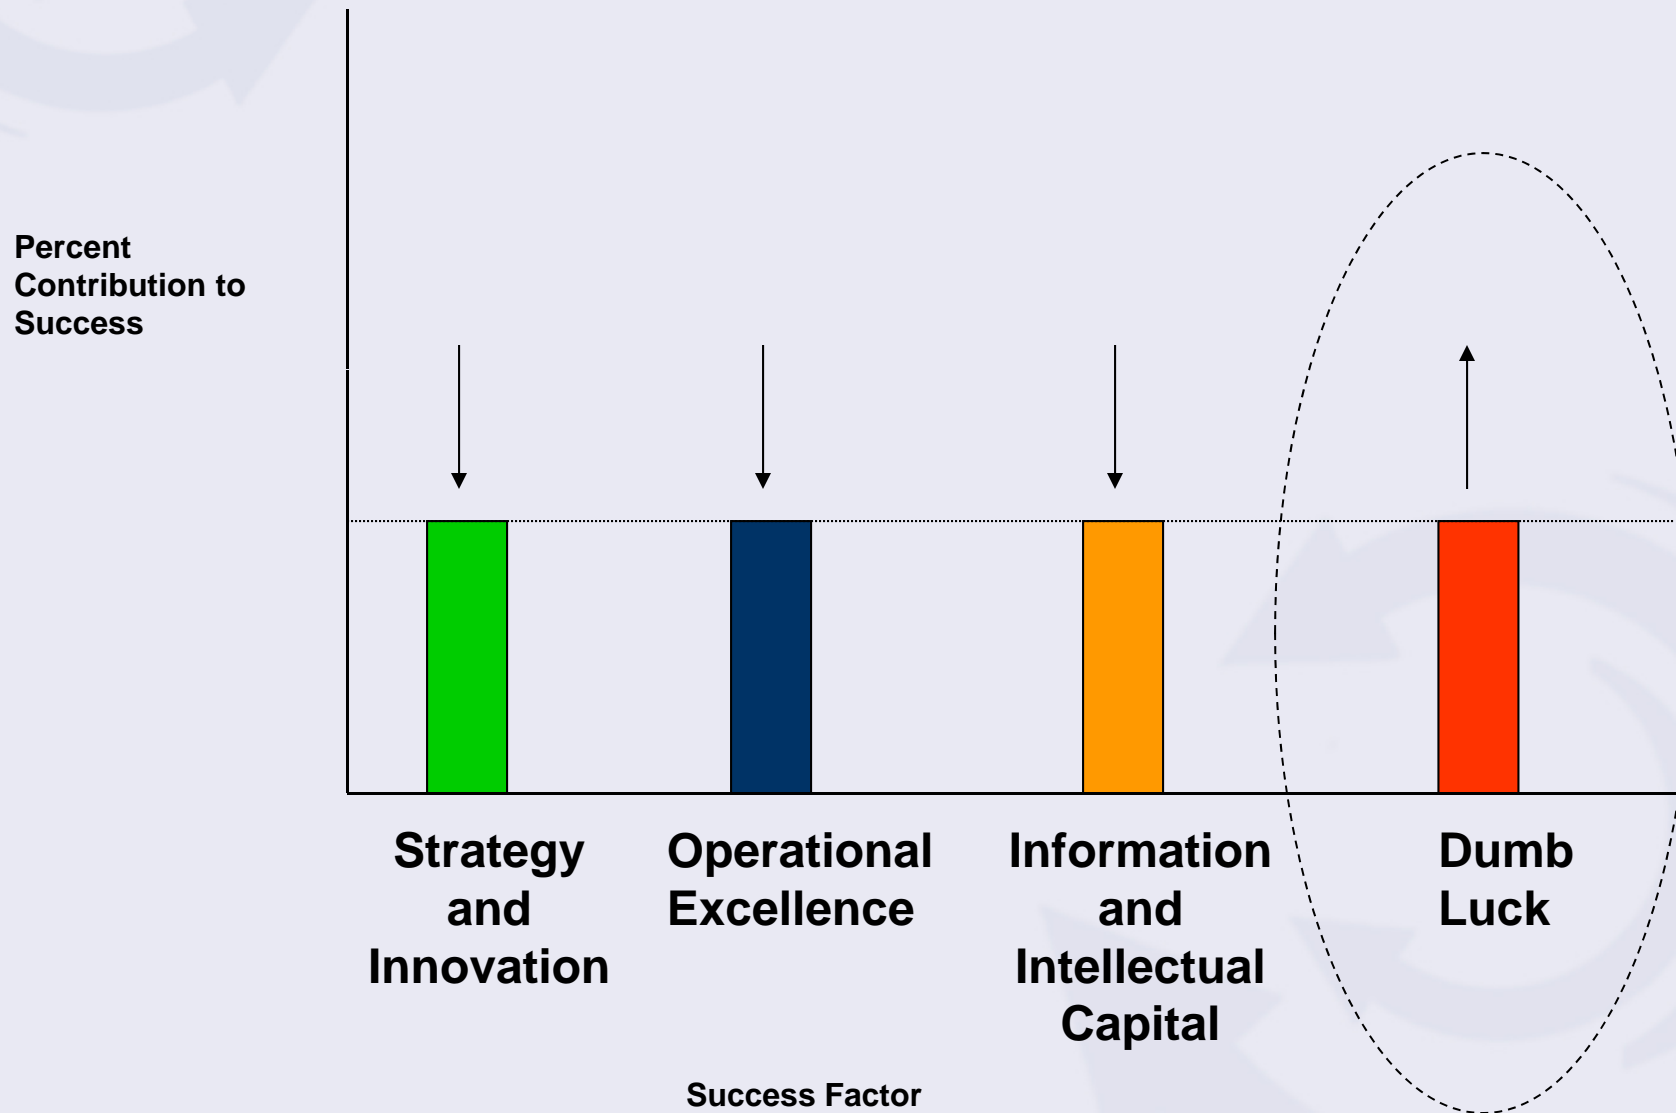 Percent
Contribution to
Success
Strategy
and
Innovation
Operational
Excellence
Information
and
Intellectual
Capital
Dumb
Luck
Success Factor